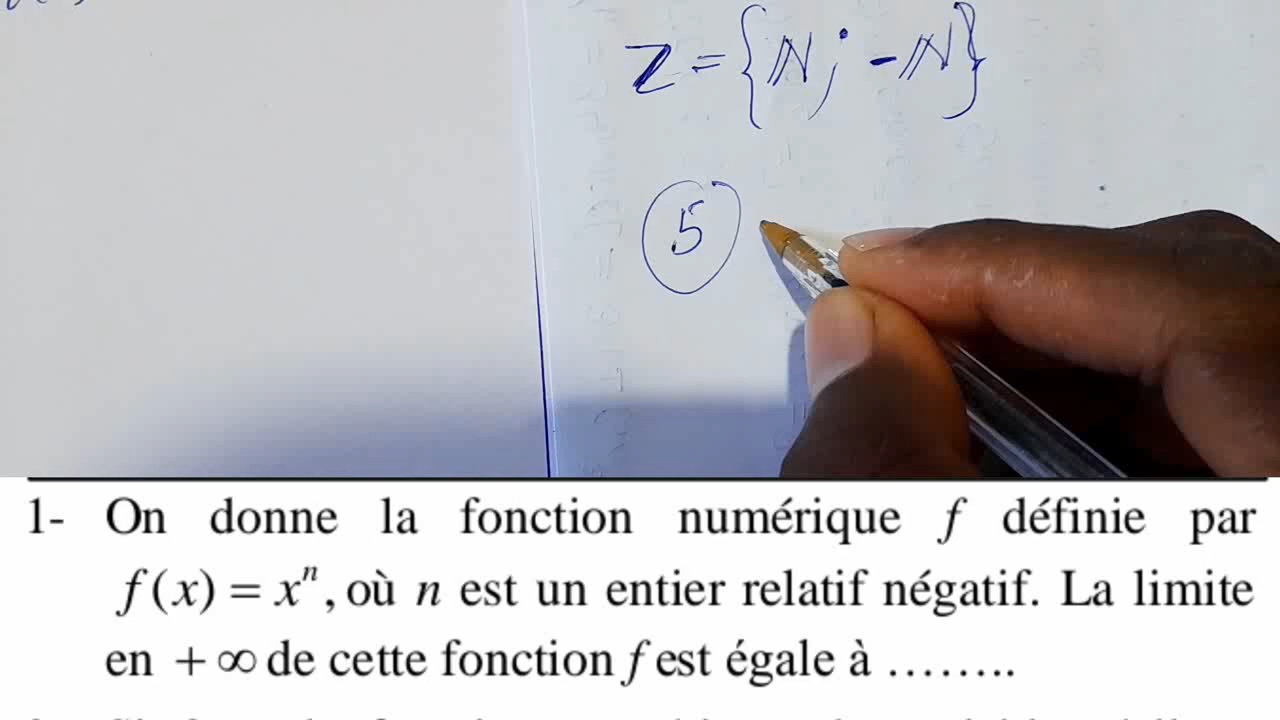 Z = {ℕ ; -ℕ}
5
1- On donne la fonction numérique f définie par
f(x) = xⁿ, où n est un entier relatif négatif. La limite
en +∞ de cette fonction f est égale à ........